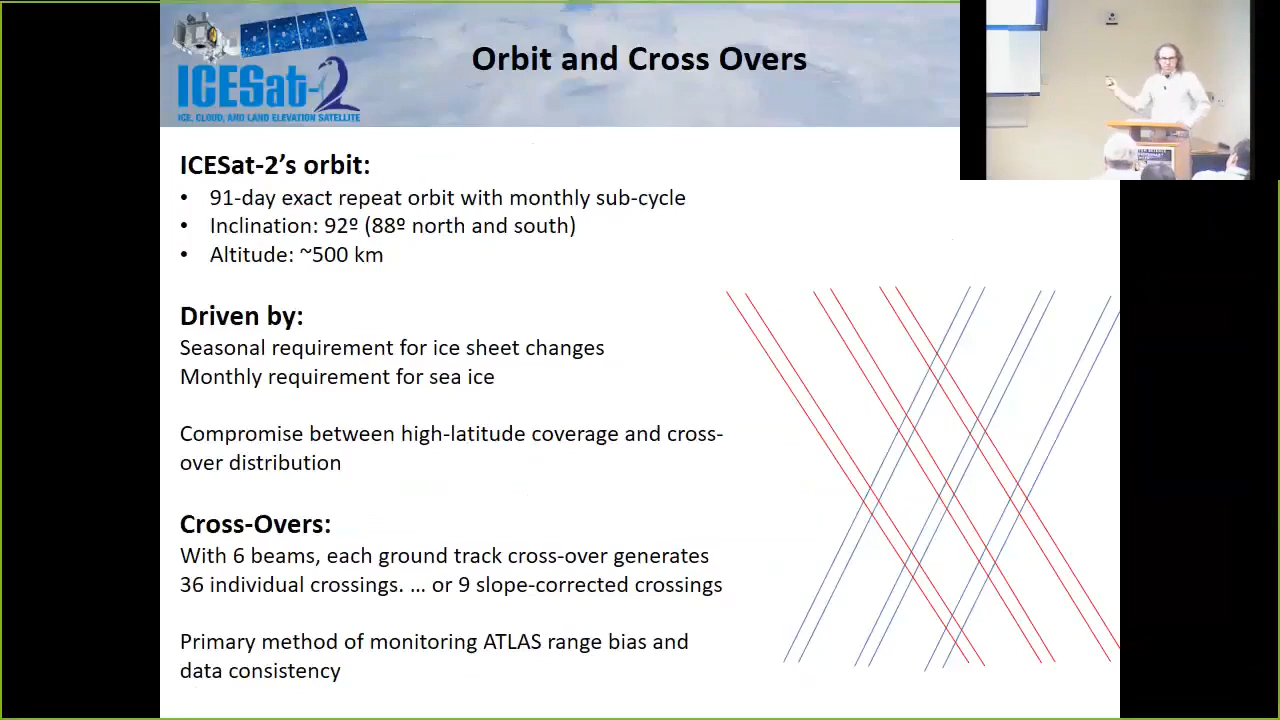 Orbit and Cross Overs
ICESat-2
ICE, CLOUD, AND LAND ELEVATION SATELLITE
ICESat-2’s orbit:
• 91-day exact repeat orbit with monthly sub-cycle
• Inclination: 92º (88º north and south)
• Altitude: ~500 km
Driven by:
Seasonal requirement for ice sheet changes
Monthly requirement for sea ice
Compromise between high-latitude coverage and cross-
over distribution
Cross-Overs:
With 6 beams, each ground track cross-over generates
36 individual crossings. … or 9 slope-corrected crossings
Primary method of monitoring ATLAS range bias and
data consistency